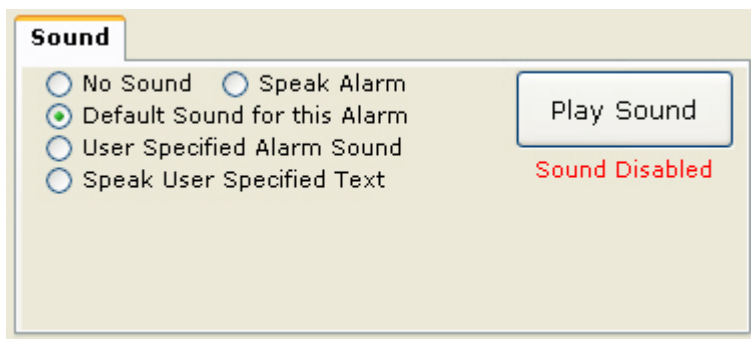 Sound
No Sound Speak Alarm
Default Sound for this Alarm
User Specified Alarm Sound
Speak User Specified Text
Play Sound
Sound Disabled